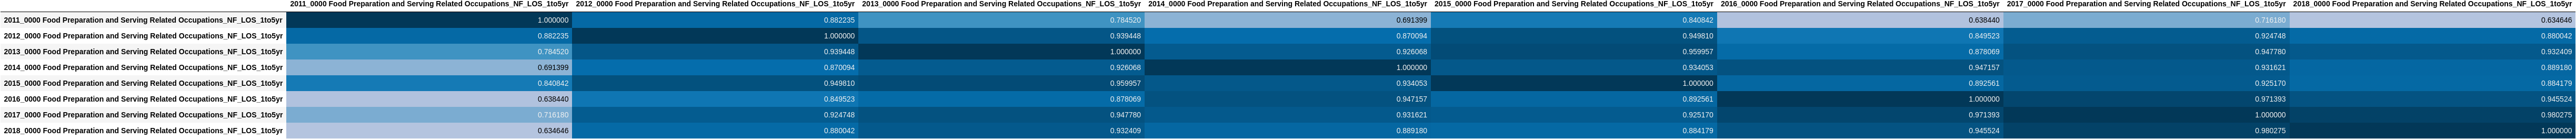 2011_0000 Food Preparation and Serving Related Occupations_NF_LOS_1to5yr 2012_0000 Food Preparation and Serving Related Occupations_NF_LOS_1to5yr 2013_0000 Food Preparation and Serving Related Occupations_NF_LOS_1to5yr 2014_0000 Food Preparation and Serving Related Occupations_NF_LOS_1to5yr 2015_0000 Food Preparation and Serving Related Occupations_NF_LOS_1to5yr 2016_0000 Food Preparation and Serving Related Occupations_NF_LOS_1to5yr 2017_0000 Food Preparation and Serving Related Occupations_NF_LOS_1to5yr 2018_0000 Food Preparation and Serving Related Occupations_NF_LOS_1to5yr
2011_0000 Food Preparation and Serving Related Occupations_NF_LOS_1to5yr 1.000000 0.882235 0.784520 0.691399 0.840842 0.638440 0.716180 0.634646
2012_0000 Food Preparation and Serving Related Occupations_NF_LOS_1to5yr 0.882235 1.000000 0.939448 0.870094 0.949810 0.849523 0.924748 0.880042
2013_0000 Food Preparation and Serving Related Occupations_NF_LOS_1to5yr 0.784520 0.939448 1.000000 0.926068 0.959957 0.878069 0.947780 0.932409
2014_0000 Food Preparation and Serving Related Occupations_NF_LOS_1to5yr 0.691399 0.870094 0.926068 1.000000 0.934053 0.947157 0.931621 0.889180
2015_0000 Food Preparation and Serving Related Occupations_NF_LOS_1to5yr 0.840842 0.949810 0.959957 0.934053 1.000000 0.892561 0.925170 0.884179
2016_0000 Food Preparation and Serving Related Occupations_NF_LOS_1to5yr 0.638440 0.849523 0.878069 0.947157 0.892561 1.000000 0.971393 0.945524
2017_0000 Food Preparation and Serving Related Occupations_NF_LOS_1to5yr 0.716180 0.924748 0.947780 0.931621 0.925170 0.971393 1.000000 0.980275
2018_0000 Food Preparation and Serving Related Occupations_NF_LOS_1to5yr 0.634646 0.880042 0.932409 0.889180 0.884179 0.945524 0.980275 1.000000